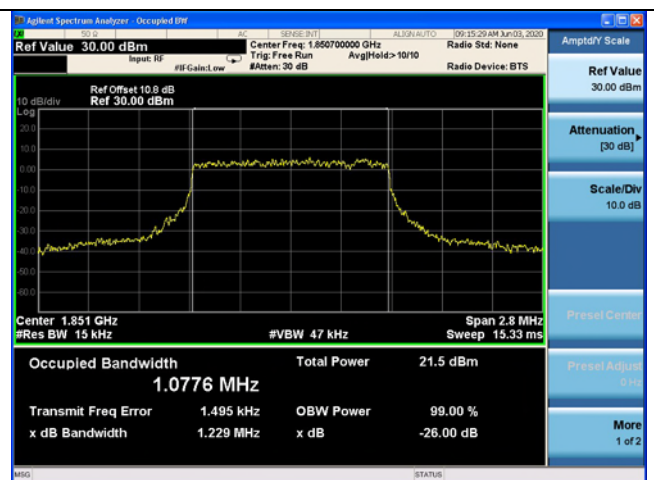 Agilent Spectrum Analyzer - Occupied BW
50 Ω AC SENSE:INT ALIGN AUTO 09:15:29 AM Jun 03, 2020
Ref Value 30.00 dBm Center Freq: 1.850700000 GHz Radio Std: None
Input: RF Trig: Free Run Avg|Hold:>10/10
#IFGain:Low #Atten: 30 dB Radio Device: BTS
Ref Offset 10.8 dB
10 dB/div Ref 30.00 dBm
Log
20.0
10.0
0.00
-10.0
-20.0
-30.0
-40.0
-50.0
-60.0
Center 1.851 GHz Span 2.8 MHz
#Res BW 15 kHz #VBW 47 kHz Sweep 15.33 ms
Occupied Bandwidth Total Power 21.5 dBm
1.0776 MHz
Transmit Freq Error 1.495 kHz OBW Power 99.00 %
x dB Bandwidth 1.229 MHz x dB -26.00 dB
MSG STATUS
Amptd/Y Scale
Ref Value
30.00 dBm
Attenuation
[30 dB]
Scale/Div
10.0 dB
Presel Center
Presel Adjust
0 Hz
More
1 of 2